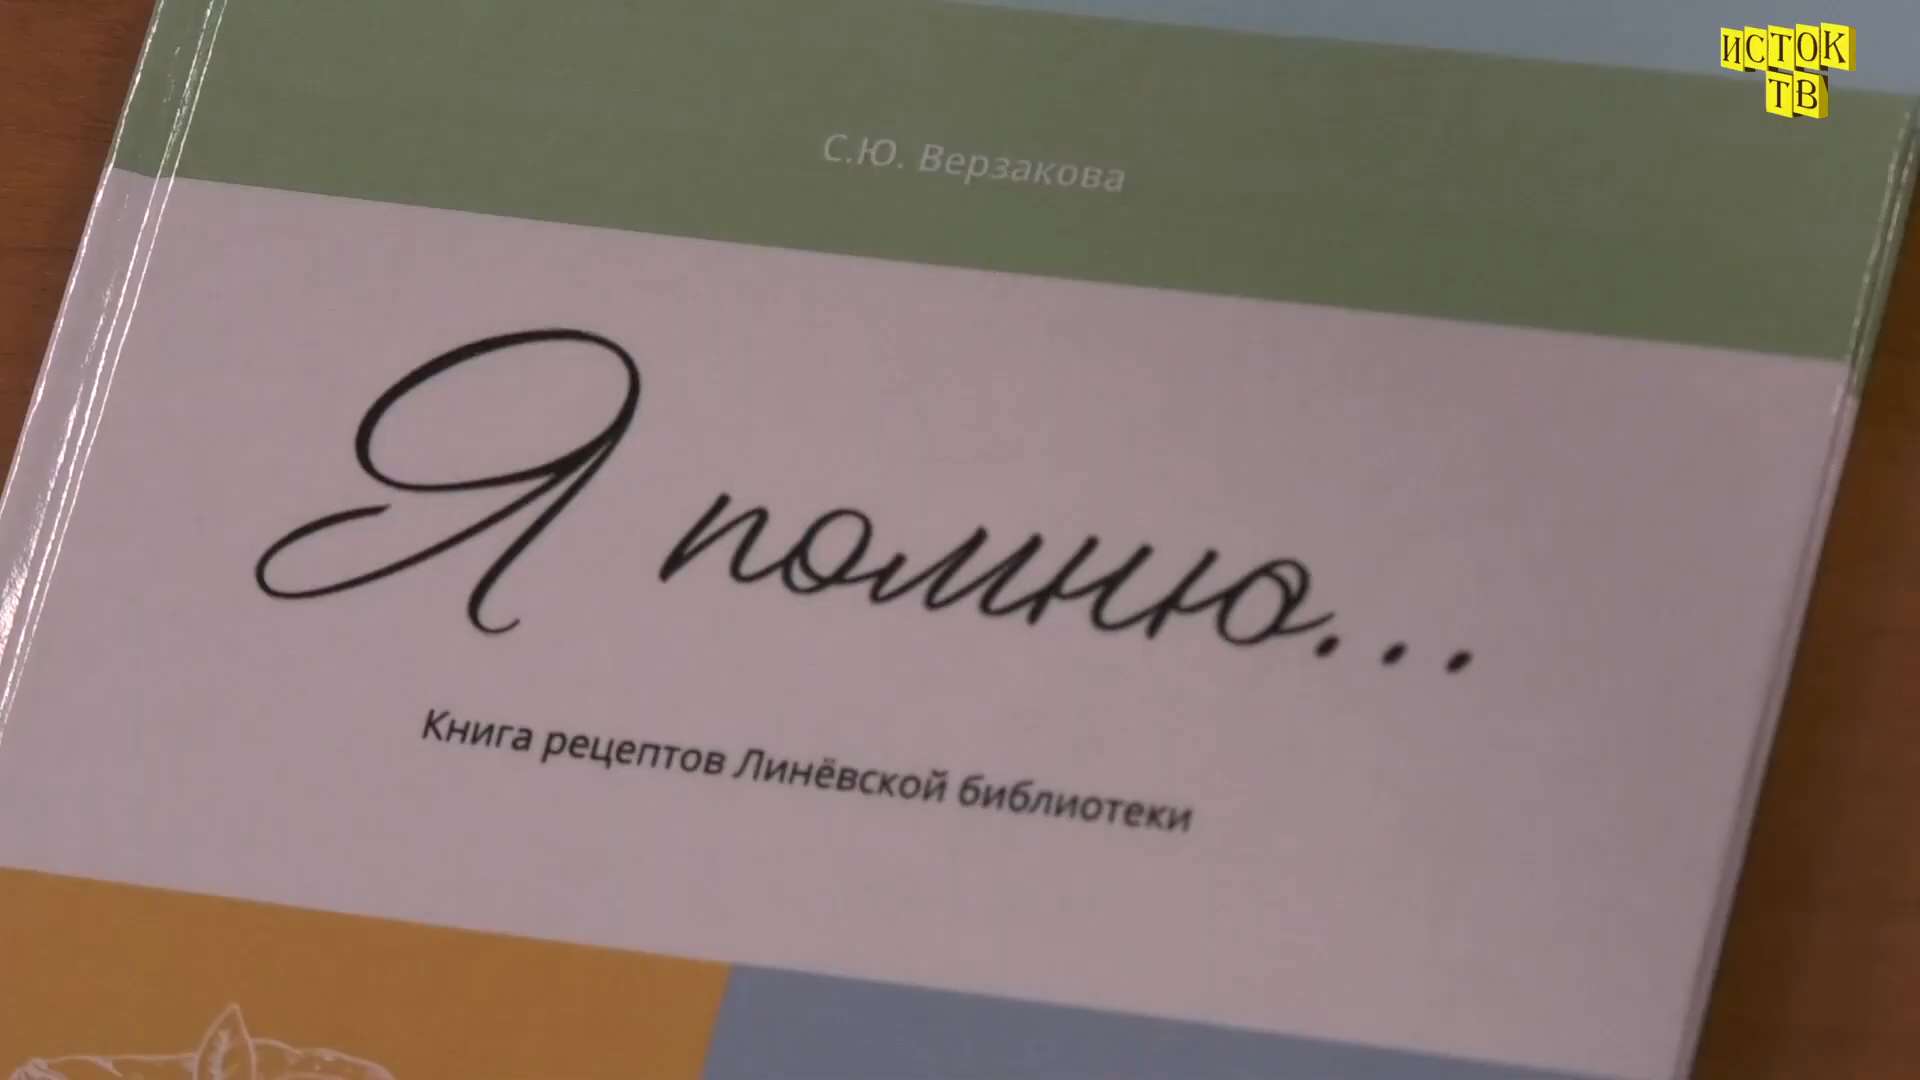 ИСТОК
ТВ
С.Ю. Верзакова
Я помню...
Книга рецептов Линёвской библиотеки